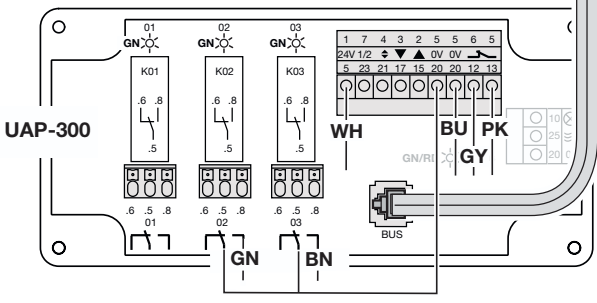 01 02 03
GN GN GN
1 7 4 3 2 5 5 6 5
24V 1/2 0V 0V
5 23 21 17 15 20 20 12 13
K01 K02 K03
.6 .8 .6 .8 .6 .8
.5 .5 .5
UAP-300
WH BU PK
GY
GN/RD
10
25
20
.6 .5 .8 .6 .5 .8 .6 .5 .8
01 02 03
BUS
GN BN